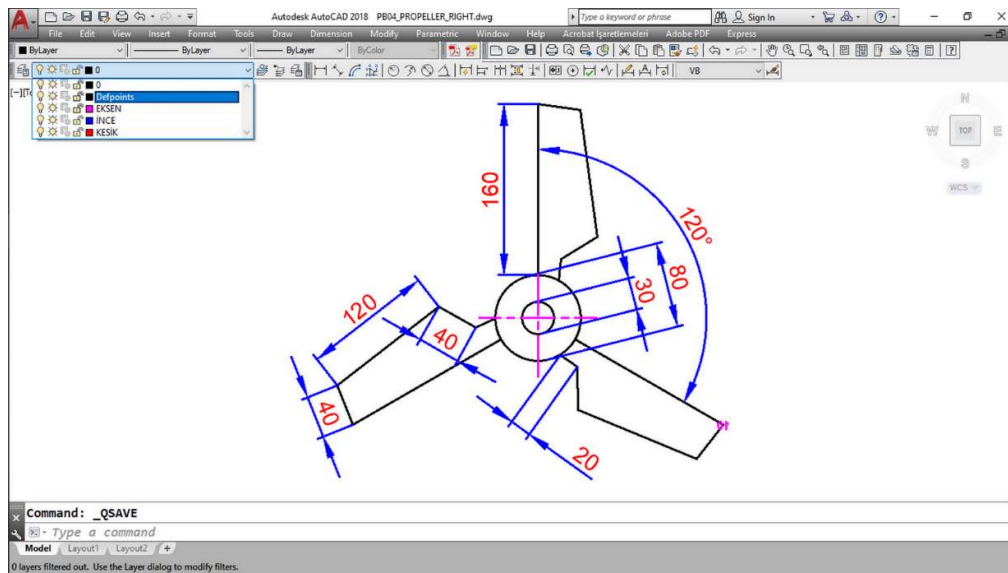 Autodesk AutoCAD 2018 PB04_PROPELLER_RIGHT.dwg
Type a keyword or phrase
Sign In
File Edit View Insert Format Tools Draw Dimension Modify Parametric Window Help Acrobat İşaretlemeleri Adobe PDF Express
ByLayer ByLayer ByLayer ByColor
0
VB
0
Defpoints
EKSEN
İNCE
KESİK
N
W TOP E
S
WCS
160
120°
80
30
120
40
40
20
Command: _QSAVE
Type a command
Model Layout1 Layout2 +
0 layers filtered out. Use the Layer dialog to modify filters.